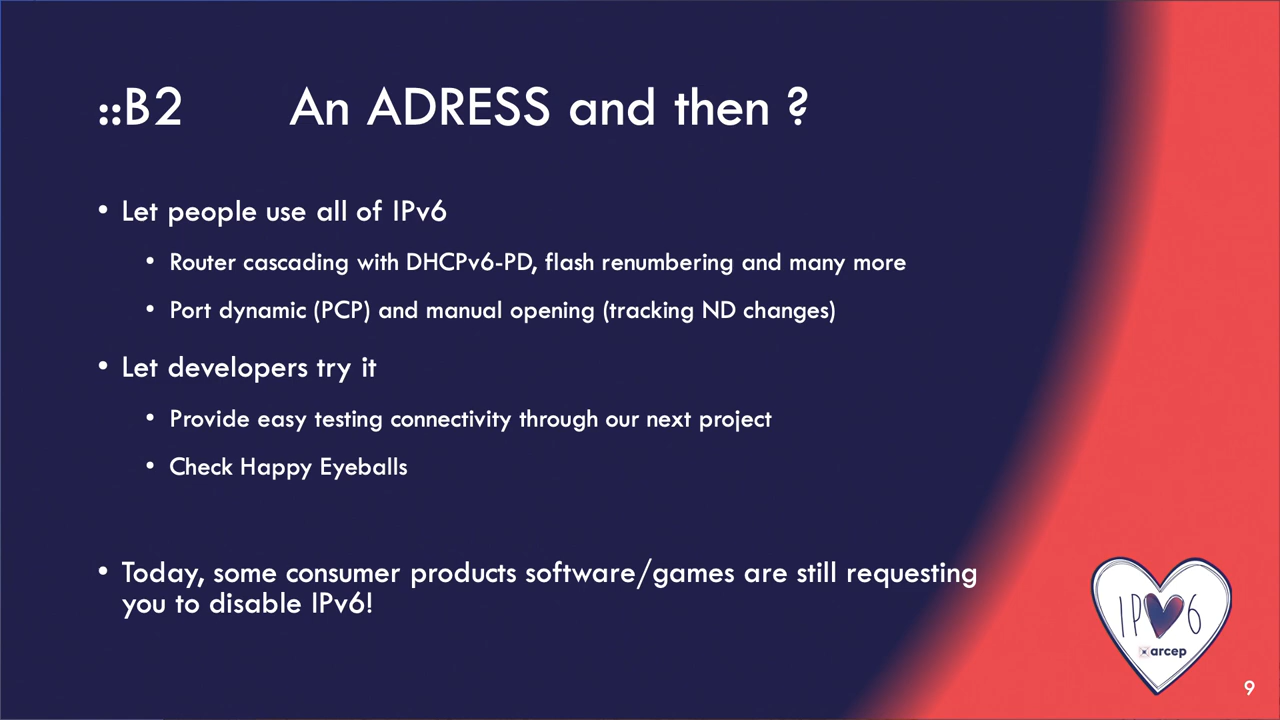 ::B2 An ADRESS and then ?
• Let people use all of IPv6
• Router cascading with DHCPv6-PD, flash renumbering and many more
• Port dynamic (PCP) and manual opening (tracking ND changes)
• Let developers try it
• Provide easy testing connectivity through our next project
• Check Happy Eyeballs
• Today, some consumer products software/games are still requesting
you to disable IPv6!
IPv6
arcep
9